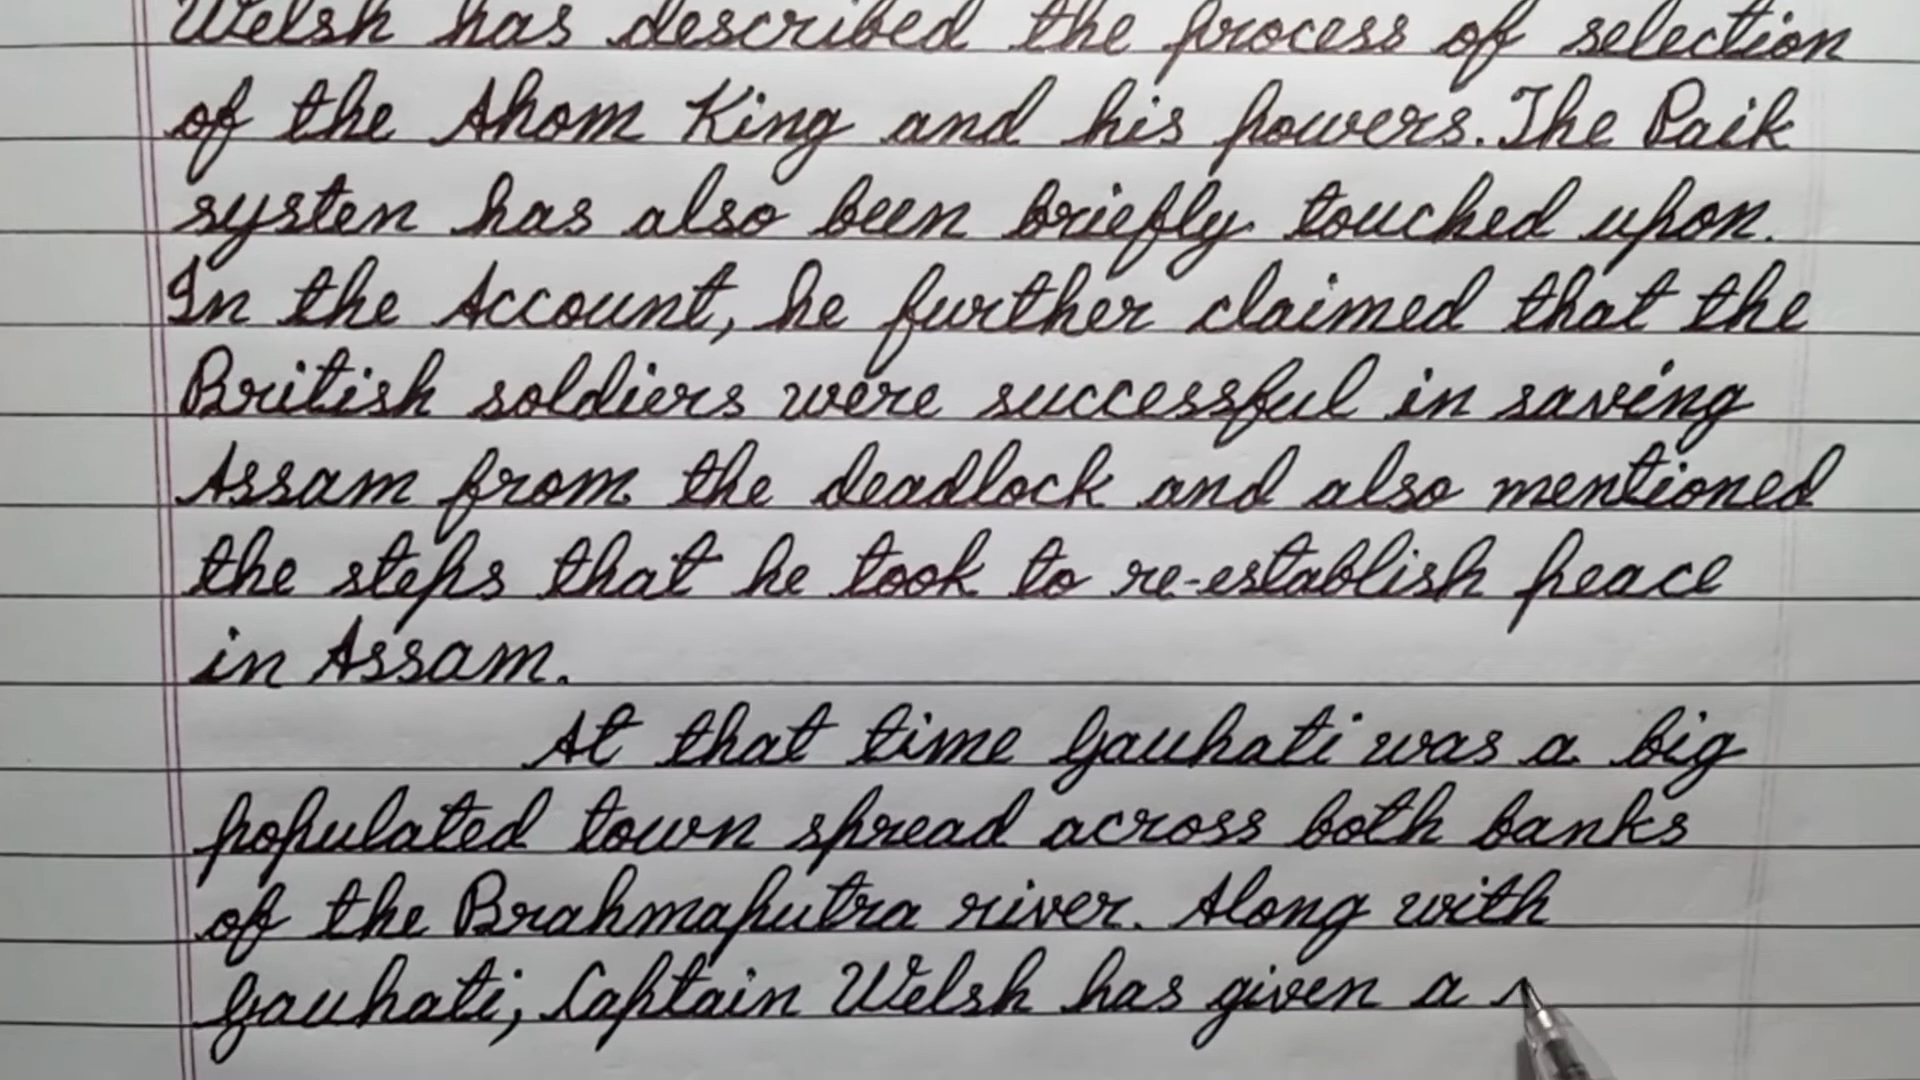 Welsh has described the process of selection
of the Ahom King and his powers. The Paik
systen has also been briefly touched upon.
In the Account, he further claimed that the
British soldiers were successful in saving
Assam from the deadlock and also mentioned
the steps that he took to re-establish peace
in Assam.
At that time Gauhati was a big
populated town spread across both banks
of the Brahmaputra river. Along with
Gauhati, Captain Welsh has given a